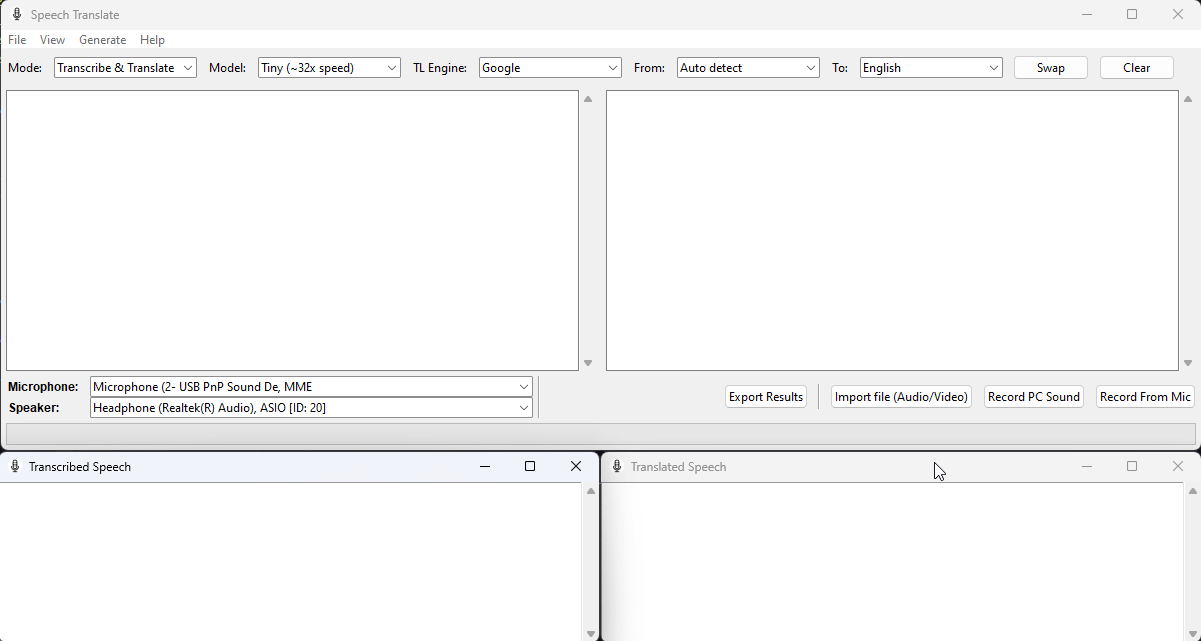 Speech Translate
File View Generate Help
Mode: Transcribe & Translate Model: Tiny (~32x speed) TL Engine: Google From: Auto detect To: English Swap Clear
Microphone: Microphone (2- USB PnP Sound De, MME
Speaker: Headphone (Realtek(R) Audio), ASIO [ID: 20]
Export Results Import file (Audio/Video) Record PC Sound Record From Mic
Transcribed Speech
Translated Speech